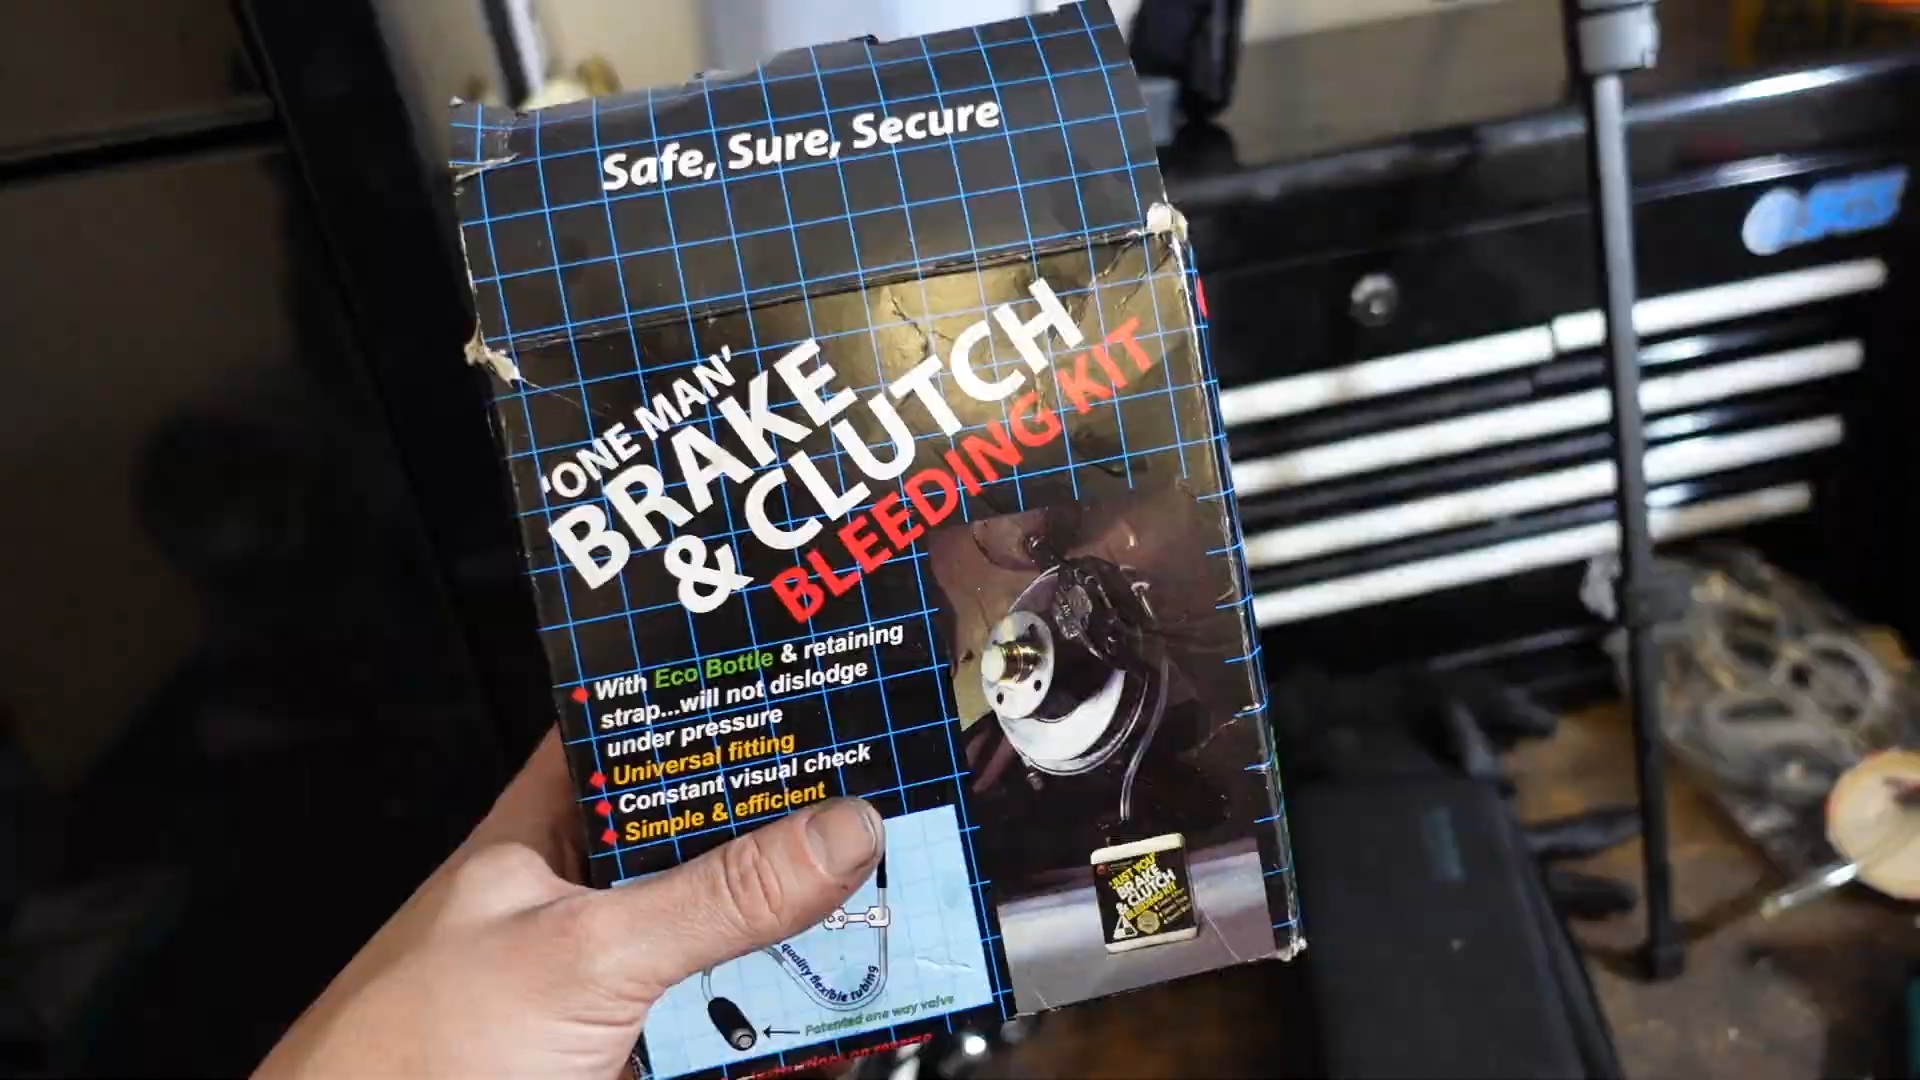 Safe, Sure, Secure
'ONE MAN'
BRAKE
& CLUTCH
BLEEDING KIT
With Eco Bottle & retaining
strap...will not dislodge
under pressure
Universal fitting
Constant visual check
Simple & efficient
quality flexible tubing
Patented one way valve
on reverse
'JUST YOU'
BRAKE
& CLUTCH
BLEEDING KIT